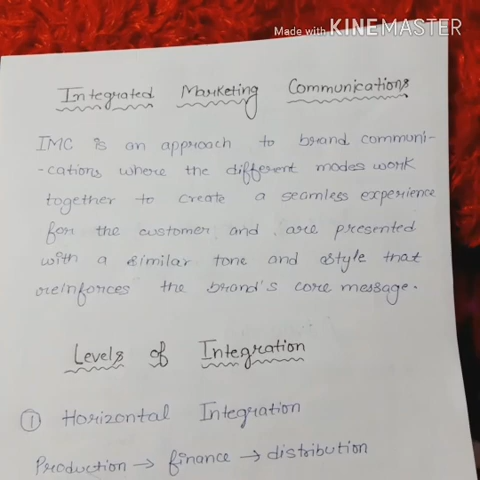 Made with KINEMASTER
Integrated Marketing Communications
IMC is an approach to brand communi-
-cations where the different modes work
together to create a seamless experience
for the customer and are presented
with a similar tone and style that
reinforces the brand's core message.
Levels of Integration
① Horizontal Integration
Production → finance → distribution